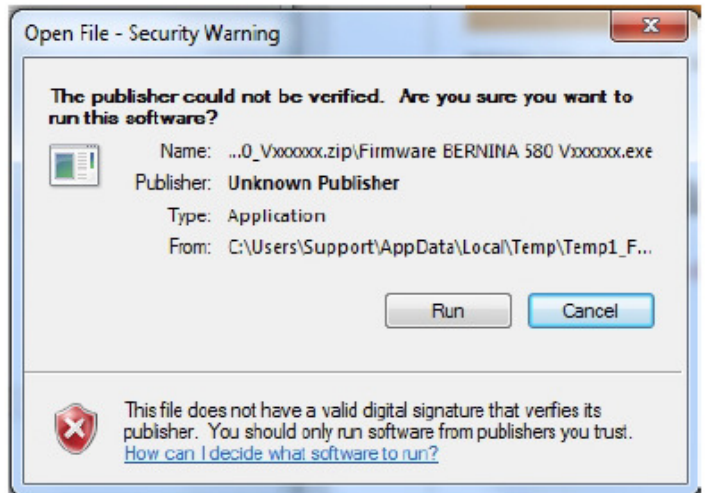 Open File - Security Warning
The publisher could not be verified. Are you sure you want to
run this software?
Name: ...0_Vxxxxxx.zip\Firmware BERNINA 580 Vxxxxxx.exe
Publisher: Unknown Publisher
Type: Application
From: C:\Users\Support\AppData\Local\Temp\Temp1_F...
Run Cancel
This file does not have a valid digital signature that verfies its
publisher. You should only run software from publishers you trust.
How can I decide what software to run?